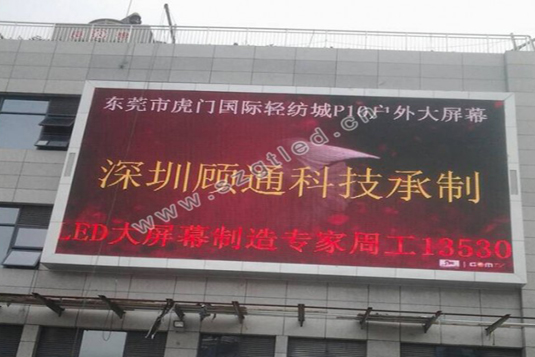 东莞市虎门国际轻纺城P10户外大屏幕
深圳顾通科技承制
LED大屏幕制造专家周工13530
www.szgtled.cn